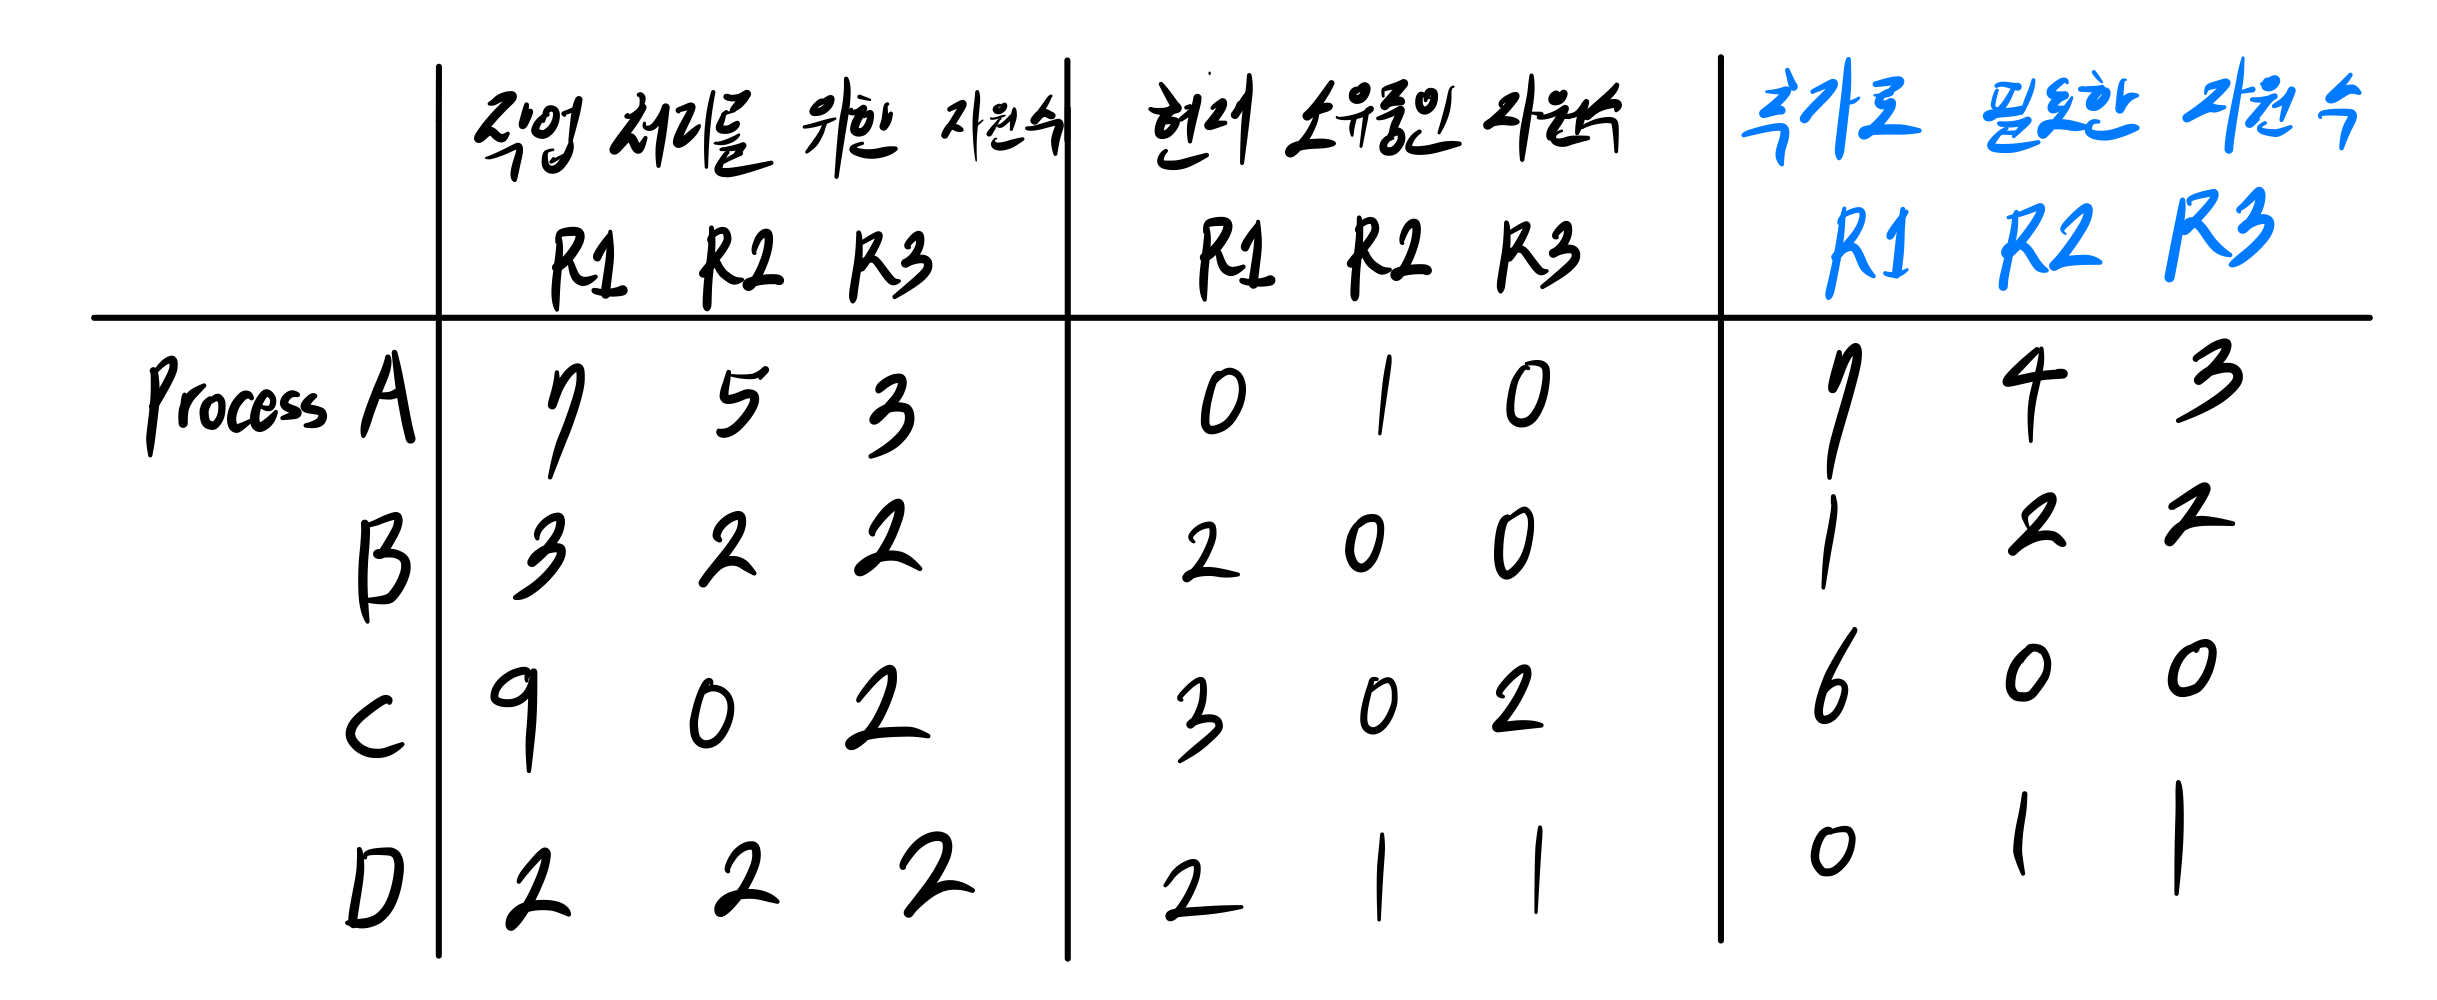 작업 처리를 위한 자원 수 현재 소유중인 자원 수 추가로 필요한 자원 수
R1 R2 R3 R1 R2 R3 R1 R2 R3
Process A 7 5 3 0 1 0 7 4 3
B 3 2 2 2 0 0 1 2 2
C 9 0 2 3 0 2 6 0 0
D 2 2 2 2 1 1 0 1 1